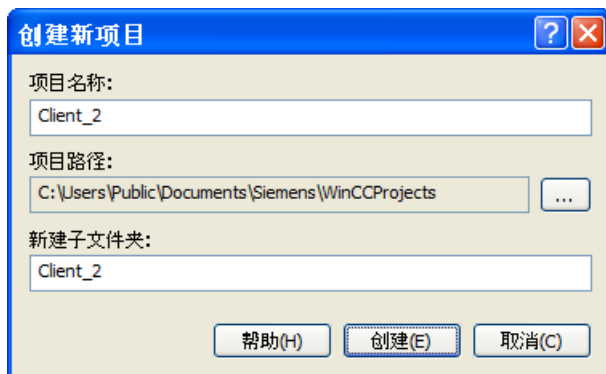 创建新项目
项目名称:
Client_2
项目路径:
C:\Users\Public\Documents\Siemens\WinCCProjects
...
新建子文件夹:
Client_2
帮助(H) 创建(E) 取消(C)